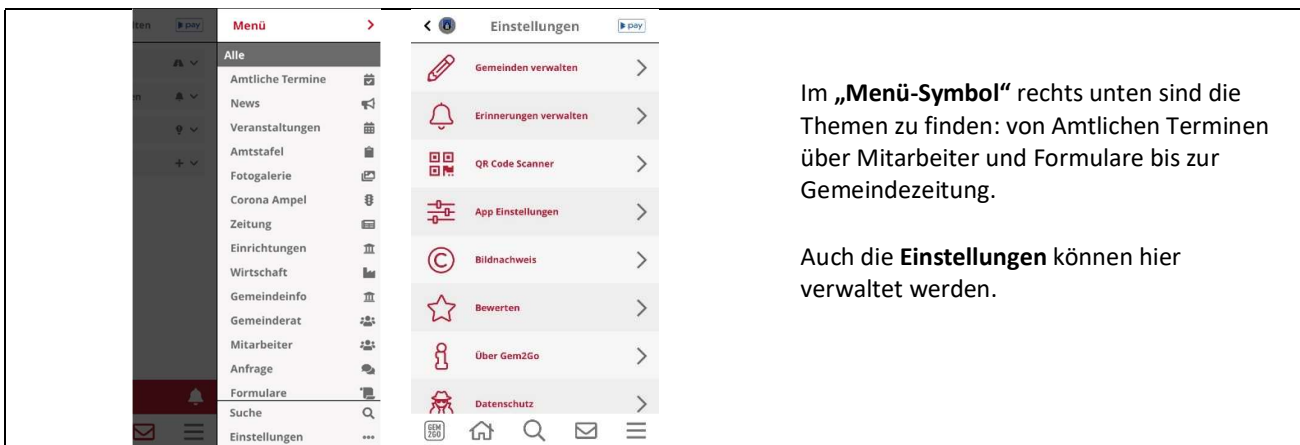 ten
pay
en
Menü
Alle
Amtliche Termine
News
Veranstaltungen
Amtstafel
Fotogalerie
Corona Ampel
Zeitung
Einrichtungen
Wirtschaft
Gemeindeinfo
Gemeinderat
Mitarbeiter
Anfrage
Formulare
Suche
Einstellungen
Einstellungen
pay
Gemeinden verwalten
Erinnerungen verwalten
QR Code Scanner
App Einstellungen
Bildnachweis
Bewerten
Über Gem2Go
Datenschutz
GEM
2GO
Im „Menü-Symbol“ rechts unten sind die
Themen zu finden: von Amtlichen Terminen
über Mitarbeiter und Formulare bis zur
Gemeindezeitung.
Auch die Einstellungen können hier
verwaltet werden.